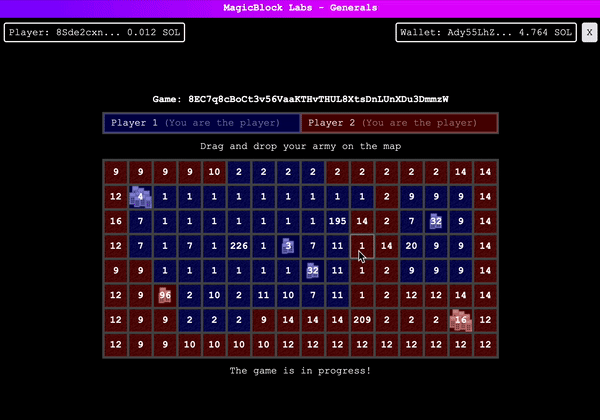 MagicBlock Labs - Generals
Player: 8Sde2cxn... 0.012 SOL Wallet: Ady55LhZ... 4.764 SOL X
Game: 8EC7q8cBoCt3v56VaaKTHvTHUL8XtsDnLUnXDu3DmmzW
Player 1 (You are the player) Player 2 (You are the player)
Drag and drop your army on the map
9 9 9 9 10 2 2 2 2 2 2 2 2 2 14 14
12 4 1 1 1 1 1 1 1 1 1 2 9 9 9 14
16 7 1 1 1 1 1 1 1 195 14 2 7 32 9 14
12 7 1 7 1 226 1 3 7 11 1 14 20 9 9 14
9 9 1 1 1 1 1 1 32 11 1 2 9 9 9 14
12 9 96 2 10 2 11 10 7 11 1 2 12 12 14 14
12 9 9 2 2 2 9 14 14 14 209 2 2 2 16 12
12 9 9 10 10 10 10 12 12 12 12 12 12 12 12 12
The game is in progress!